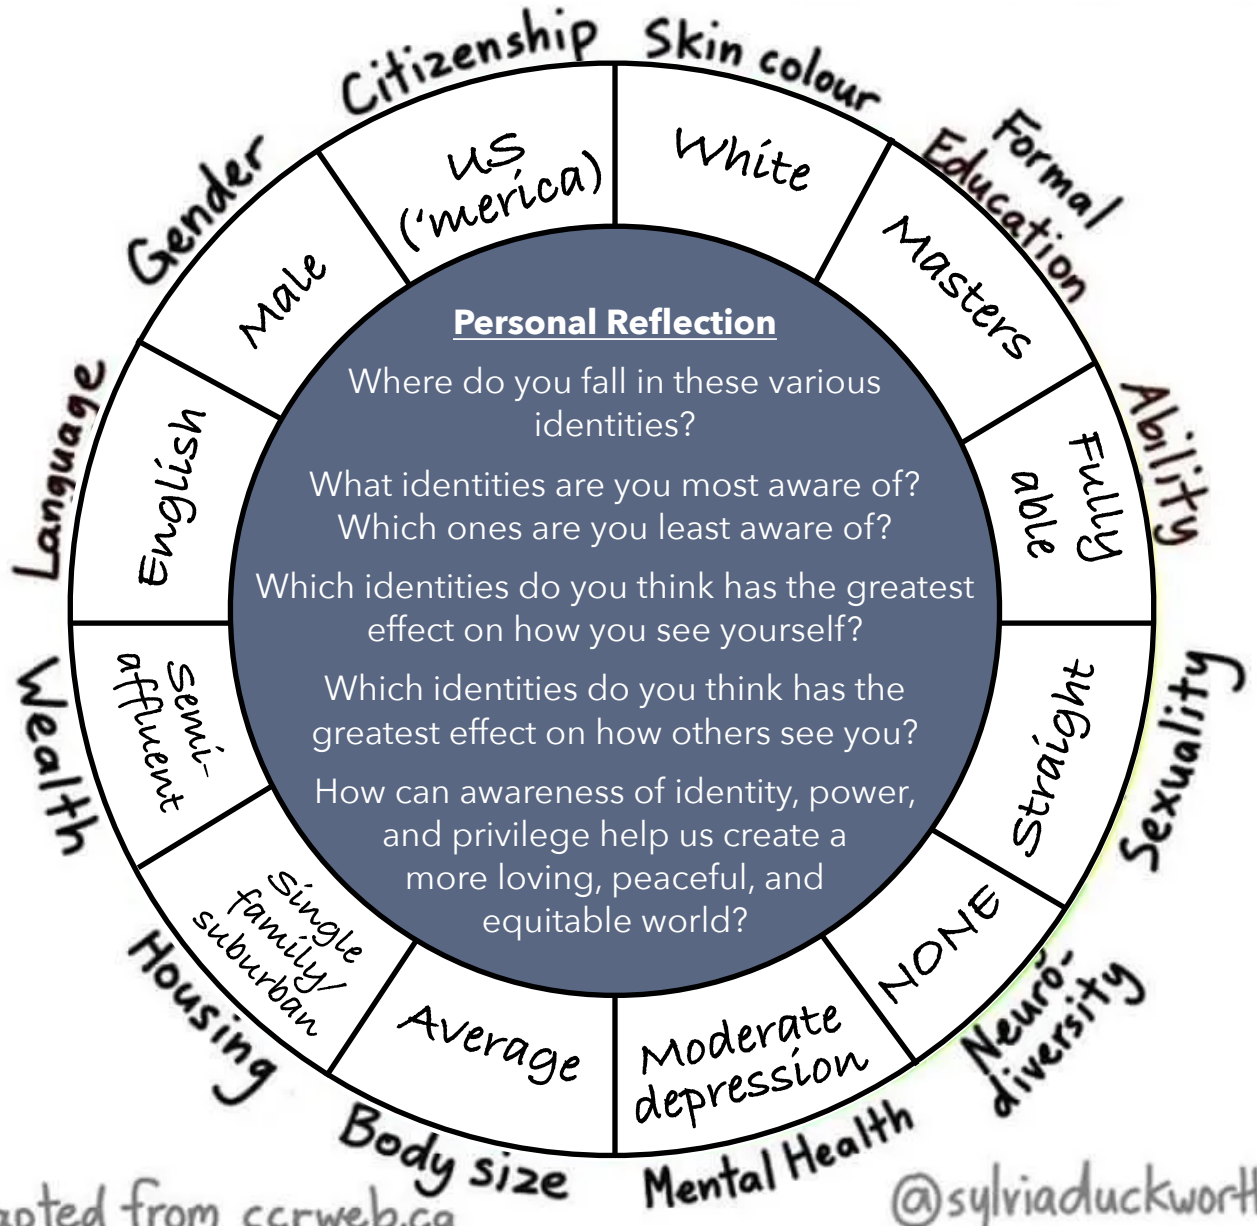 Citizenship
US
('merica)
Skin colour
White
Formal
Education
Masters
Ability
Fully
able
Sexuality
Straight
Neuro-
diversity
NONE
Mental Health
Moderate
depression
Body size
Average
Housing
single
family/
suburban
Wealth
Semi-
affluent
Language
English
Gender
Male
Personal Reflection
Where do you fall in these various
identities?
What identities are you most aware of?
Which ones are you least aware of?
Which identities do you think has the greatest
effect on how you see yourself?
Which identities do you think has the
greatest effect on how others see you?
How can awareness of identity, power,
and privilege help us create a
more loving, peaceful, and
equitable world?
from ccrweb.ca
@sylviaduckworth